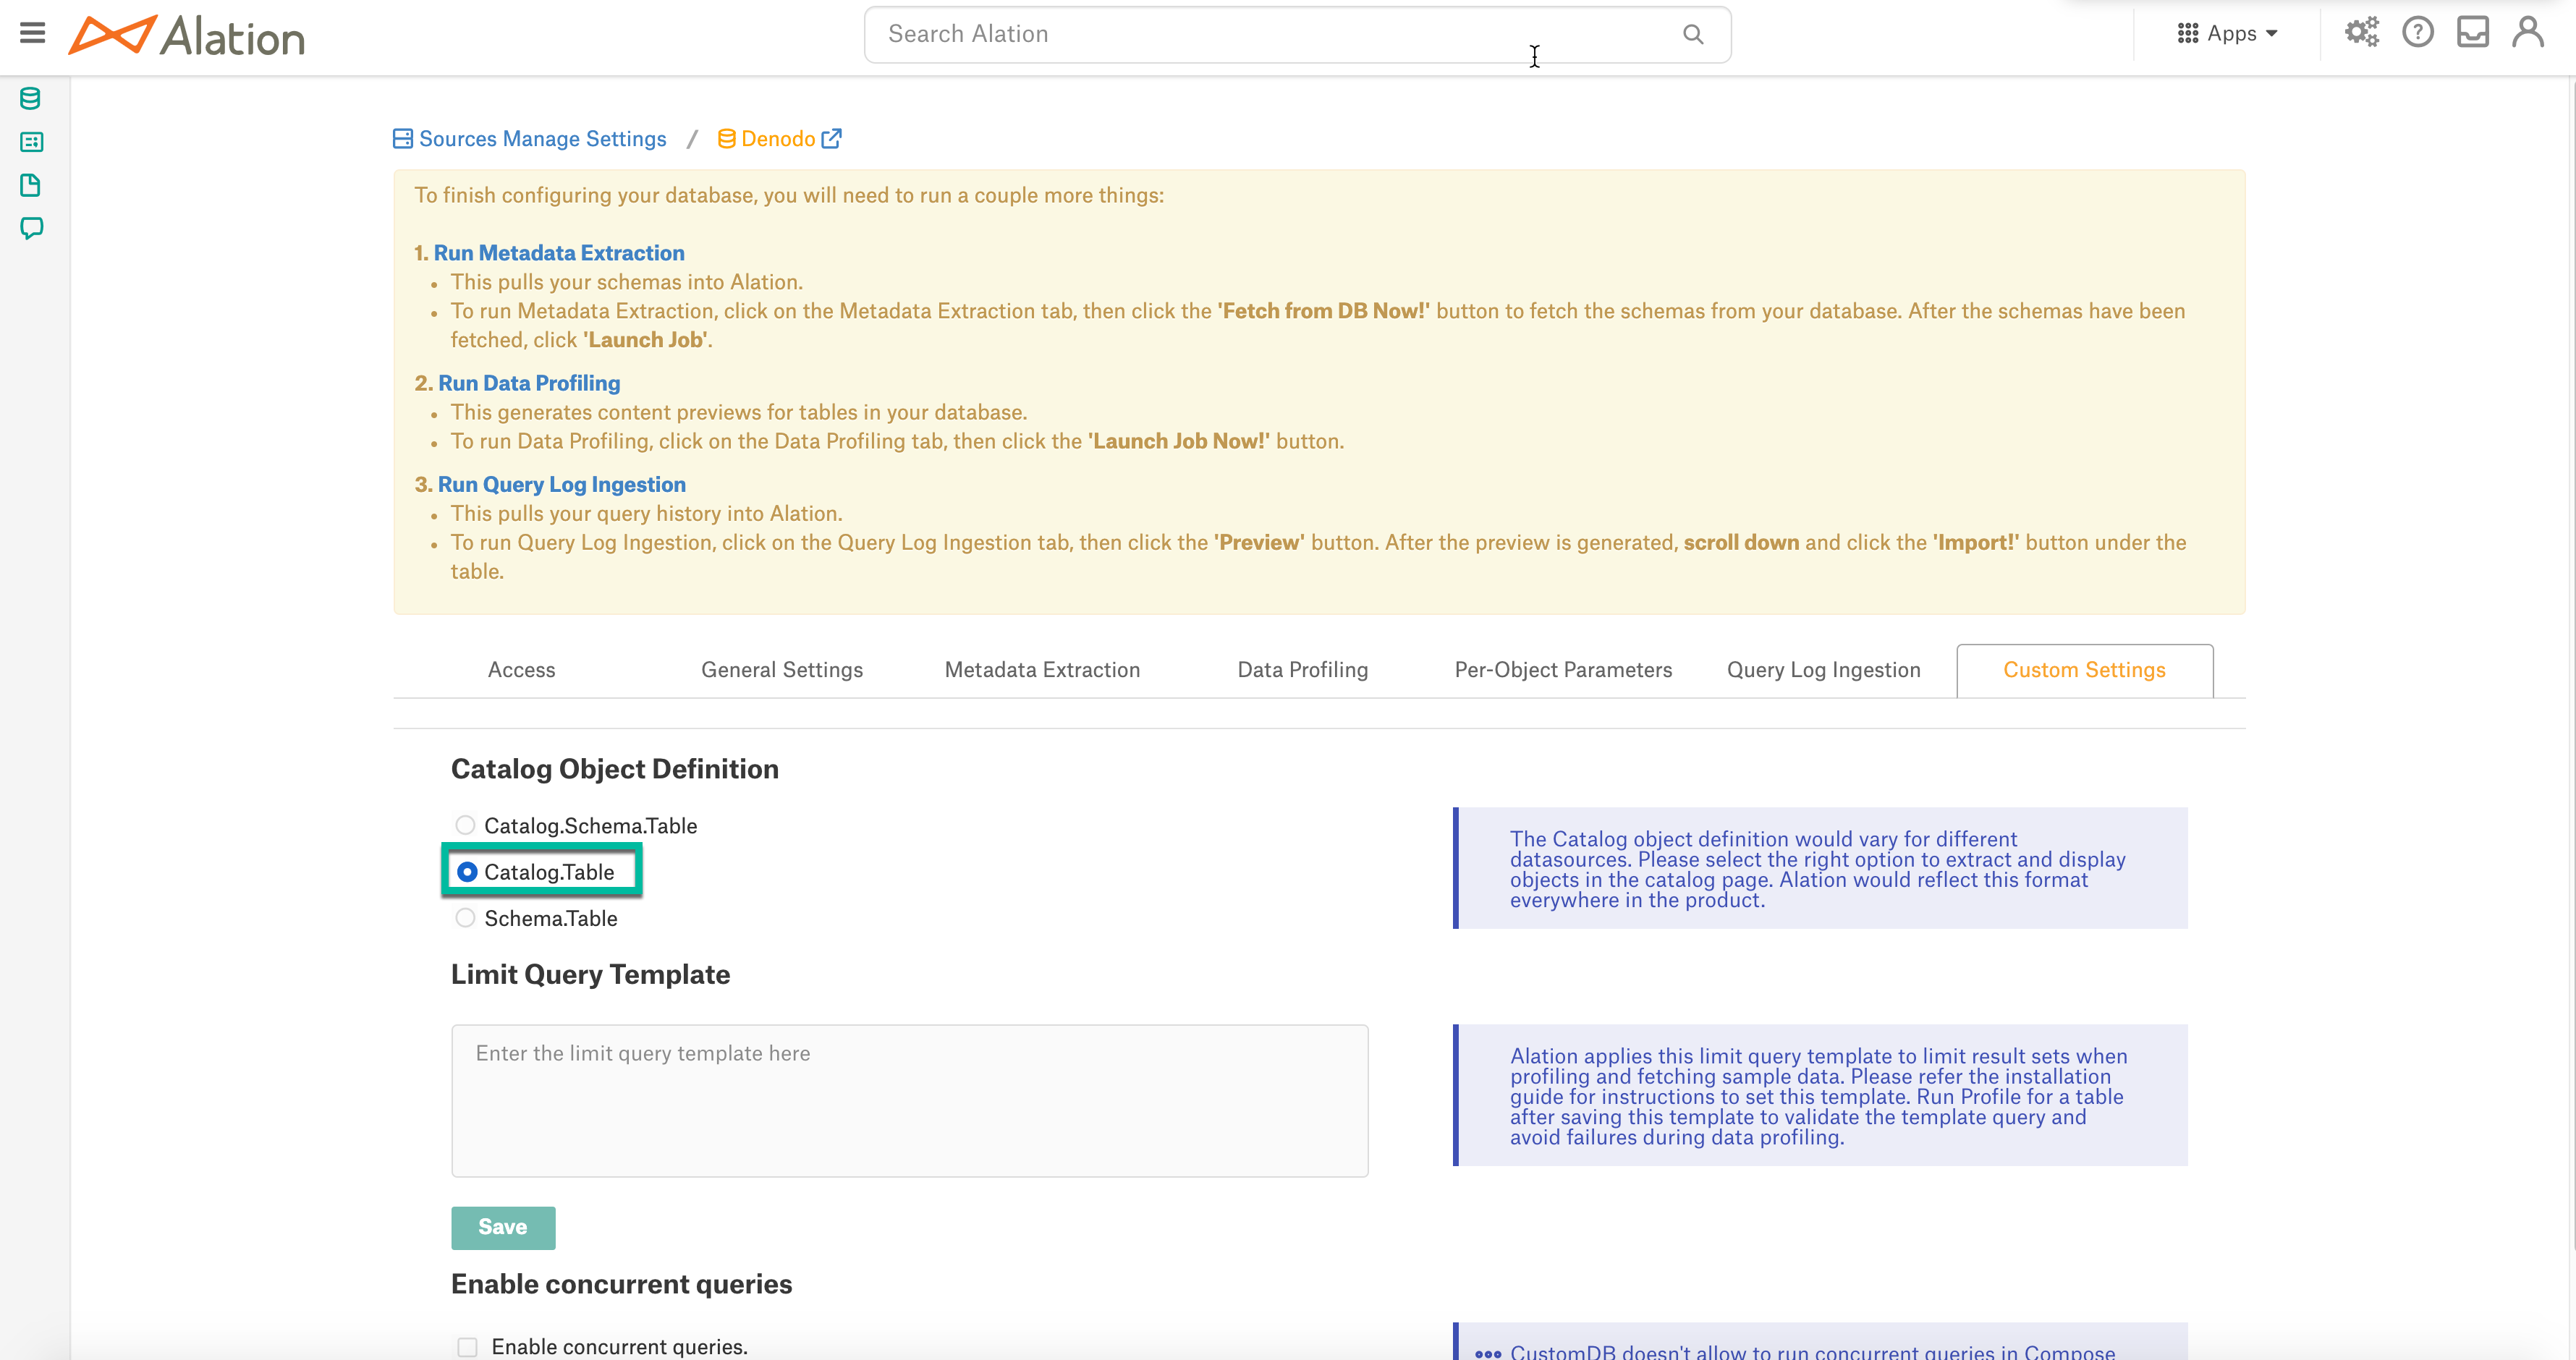 Alation
Search Alation
Apps
Sources Manage Settings / Denodo
To finish configuring your database, you will need to run a couple more things:
1. Run Metadata Extraction
• This pulls your schemas into Alation.
• To run Metadata Extraction, click on the Metadata Extraction tab, then click the 'Fetch from DB Now!' button to fetch the schemas from your database. After the schemas have been
fetched, click 'Launch Job'.
2. Run Data Profiling
• This generates content previews for tables in your database.
• To run Data Profiling, click on the Data Profiling tab, then click the 'Launch Job Now!' button.
3. Run Query Log Ingestion
• This pulls your query history into Alation.
• To run Query Log Ingestion, click on the Query Log Ingestion tab, then click the 'Preview' button. After the preview is generated, scroll down and click the 'Import!' button under the
table.
Access General Settings Metadata Extraction Data Profiling Per-Object Parameters Query Log Ingestion Custom Settings
Catalog Object Definition
Catalog.Schema.Table
Catalog.Table
Schema.Table
The Catalog object definition would vary for different
datasources. Please select the right option to extract and display
objects in the catalog page. Alation would reflect this format
everywhere in the product.
Limit Query Template
Enter the limit query template here
Alation applies this limit query template to limit result sets when
profiling and fetching sample data. Please refer the installation
guide for instructions to set this template. Run Profile for a table
after saving this template to validate the template query and
avoid failures during data profiling.
Save
Enable concurrent queries
Enable concurrent queries.
CustomDB doesn't allow to run concurrent queries in Compose